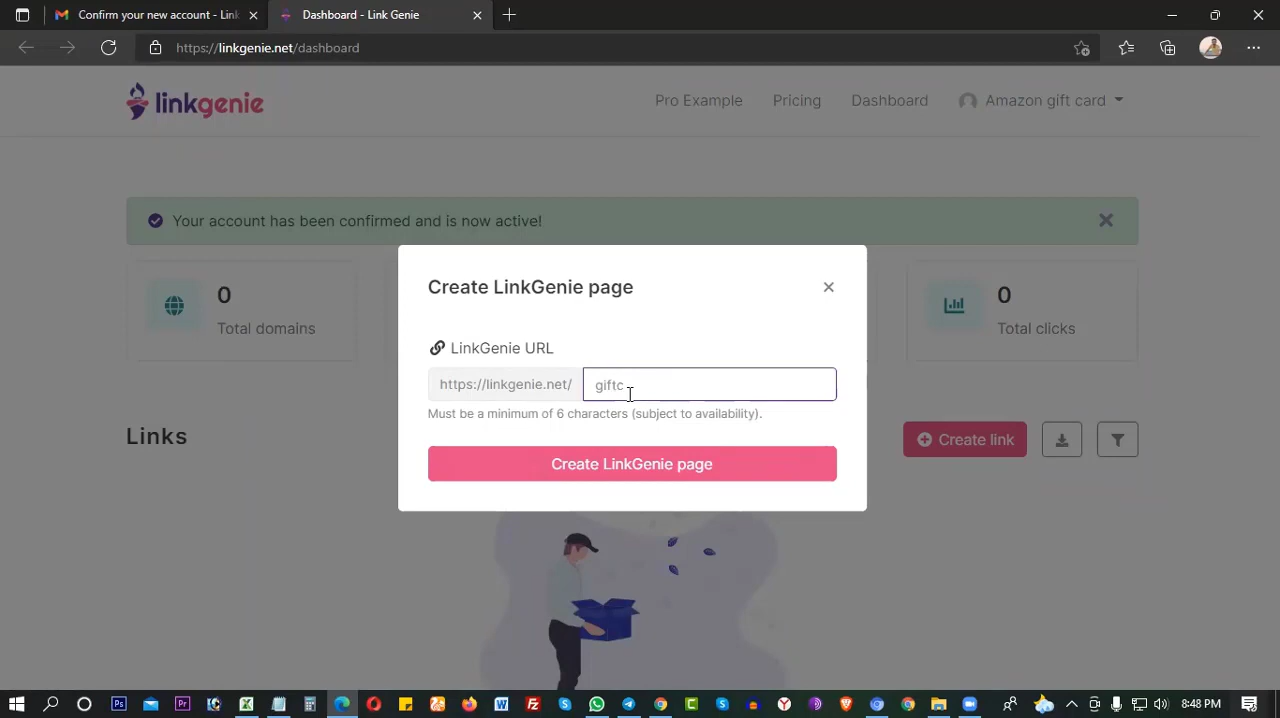 Confirm your new account - Link
Dashboard - Link Genie
https://linkgenie.net/dashboard
linkgenie
Pro Example
Pricing
Dashboard
Amazon gift card
Your account has been confirmed and is now active!
0
Total domains
0
Total clicks
Create LinkGenie page
LinkGenie URL
https://linkgenie.net/
giftc
Must be a minimum of 6 characters (subject to availability).
Create LinkGenie page
Links
Create link
8:48 PM